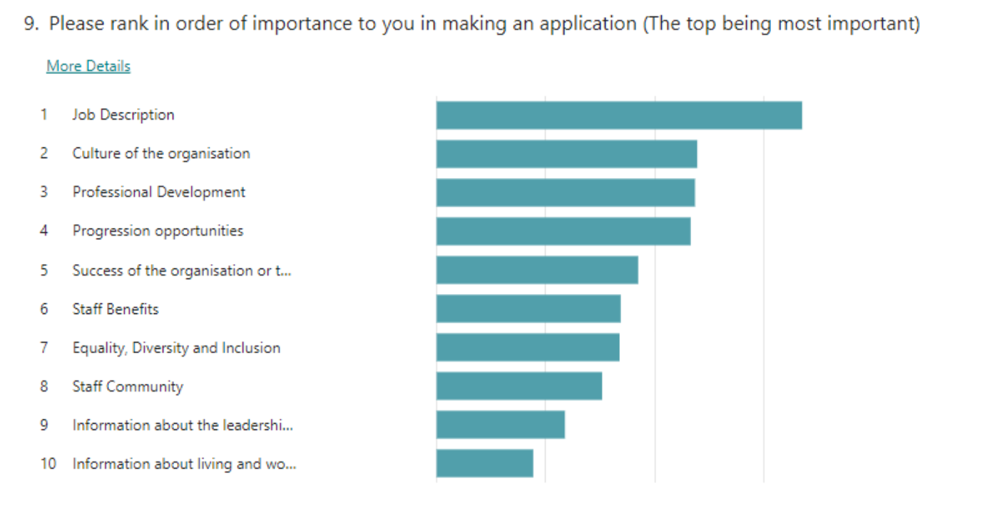 9. Please rank in order of importance to you in making an application (The top being most important)
More Details
1 Job Description
2 Culture of the organisation
3 Professional Development
4 Progression opportunities
5 Success of the organisation or t...
6 Staff Benefits
7 Equality, Diversity and Inclusion
8 Staff Community
9 Information about the leadershi...
10 Information about living and wo...